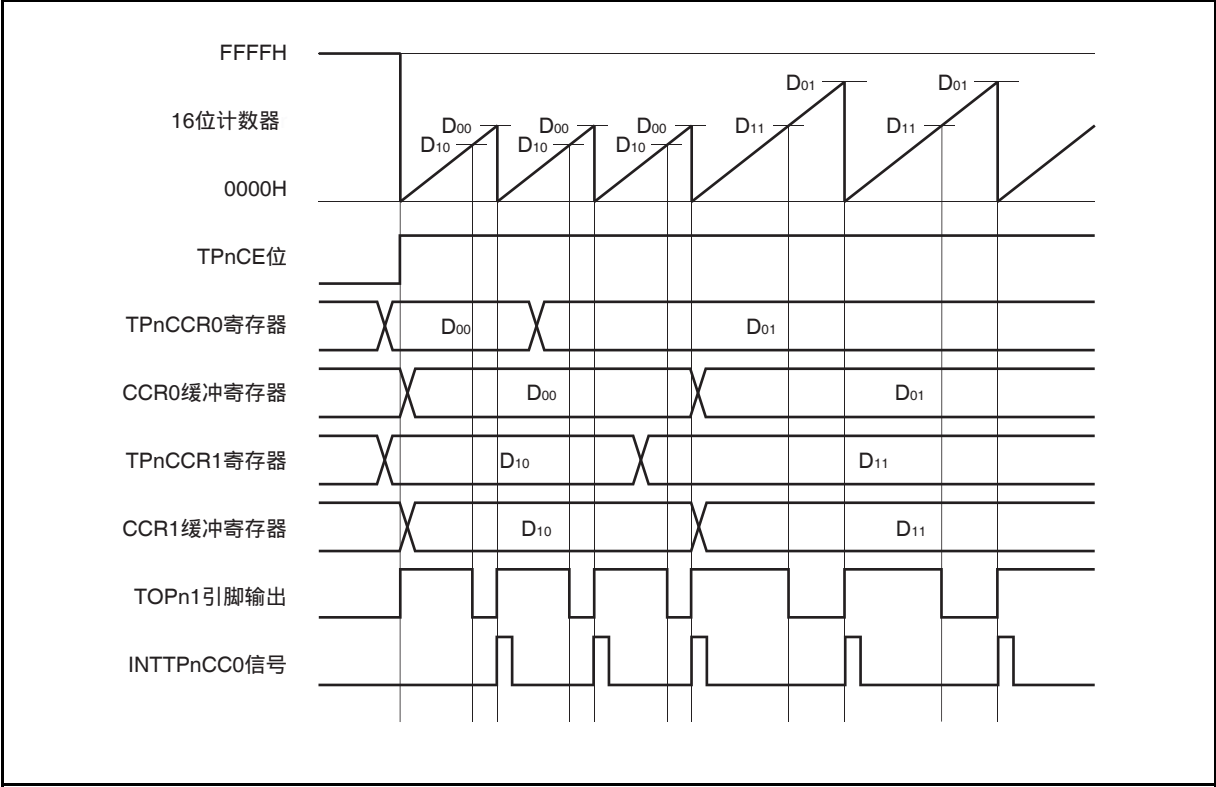 FFFFH
D01 D01
16位计数器 D00 D00 D00 D11 D11
D10 D10 D10
0000H
TPnCE位
TPnCCR0寄存器 D00 D01
CCR0缓冲寄存器 D00 D01
TPnCCR1寄存器 D10 D11
CCR1缓冲寄存器 D10 D11
TOPn1引脚输出
INTTPnCC0信号